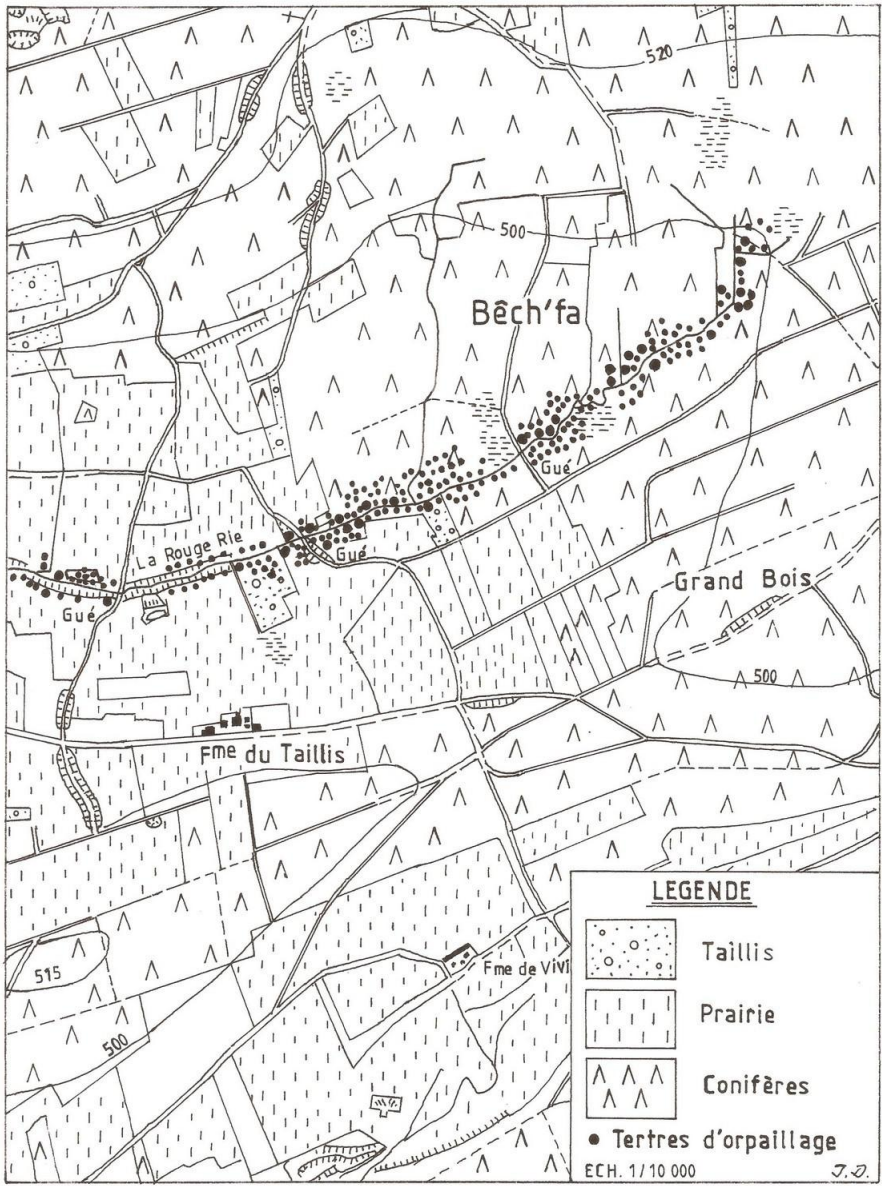 520
500
Bêch'fa
Gué
La Rouge Rie
Gué
Grand Bois
Gué
500
Fme du Taillis
515
Fme de Vivi
500
LEGENDE
Taillis
Prairie
Conifères
Tertres d'orpaillage
ECH. 1/10 000
J.D.